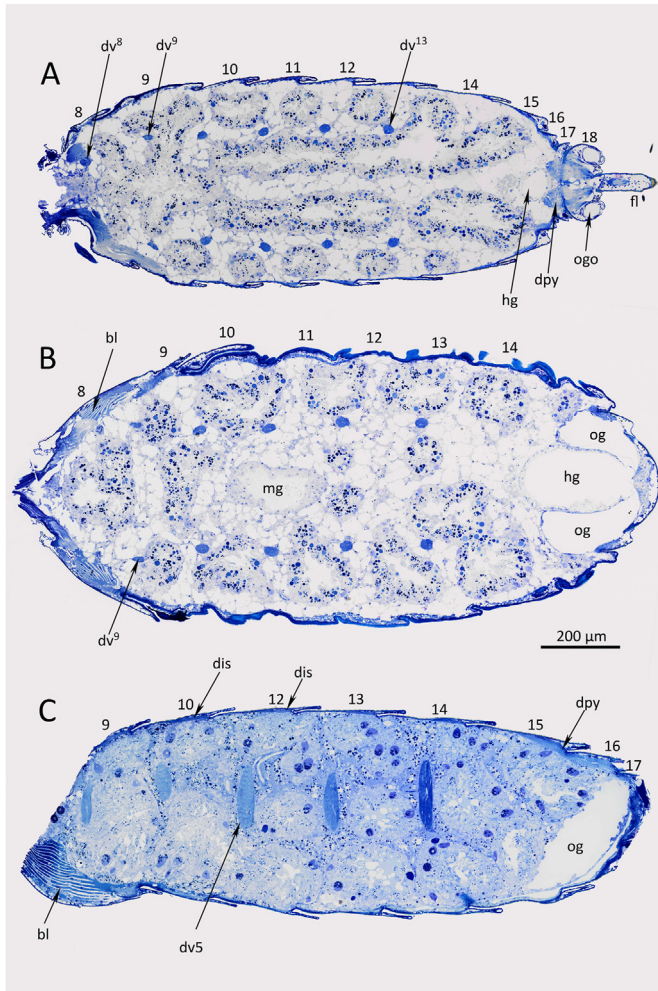 dv8 dv9 dv13
A 8 9 10 11 12 14 15 16 17 18
fl
hg dpy ogo
B bl 8 9 10 11 12 13 14
og
mg hg
og
dv9
200 µm
dis dis
C 9 10 12 13 14 15 dpy 16 17
og
bl dv5